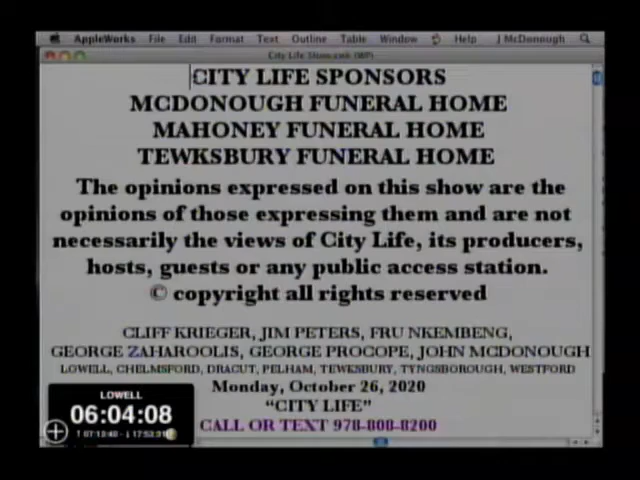 AppleWorks File Edit Format Text Outline Table Window Help J McDonough
CITY LIFE SPONSORS
MCDONOUGH FUNERAL HOME
MAHONEY FUNERAL HOME
TEWKSBURY FUNERAL HOME
The opinions expressed on this show are the
opinions of those expressing them and are not
necessarily the views of City Life, its producers,
hosts, guests or any public access station.
© copyright all rights reserved
CLIFF KRIEGER, JIM PETERS, FRU NKEMBENG,
GEORGE ZAHAROOLIS, GEORGE PROCOPE, JOHN MCDONOUGH
LOWELL, CHELMSFORD, DRACUT, PELHAM, TEWKSBURY, TYNGSBOROUGH, WESTFORD
Monday, October 26, 2020
“CITY LIFE”
CALL OR TEXT 978-808-8200
LOWELL
06:04:08